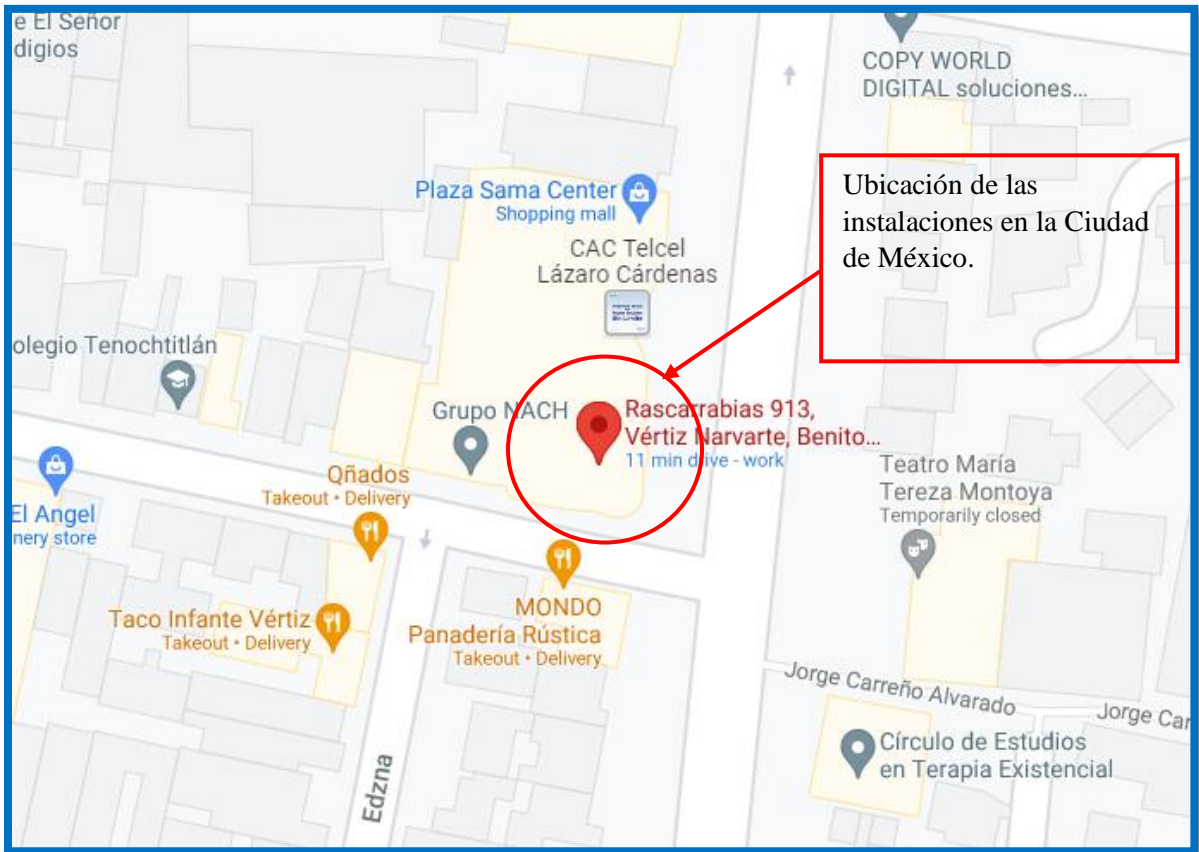 e El Señor
digios
COPY WORLD
DIGITAL soluciones...
Ubicación de las
instalaciones en la Ciudad
de México.
Plaza Sama Center
Shopping mall
CAC Telcel
Lázaro Cárdenas
olegio Tenochtitlán
Grupo NACH
Rascarrabias 913,
Vértiz Narvarte, Benito...
11 min drive - work
Qñados
Takeout • Delivery
Teatro María
Tereza Montoya
Temporarily closed
El Angel
nery store
Taco Infante Vértiz
Takeout • Delivery
MONDO
Panadería Rústica
Takeout • Delivery
Jorge Carreño Alvarado
Jorge Car
Edzna
Círculo de Estudios
en Terapia Existencial